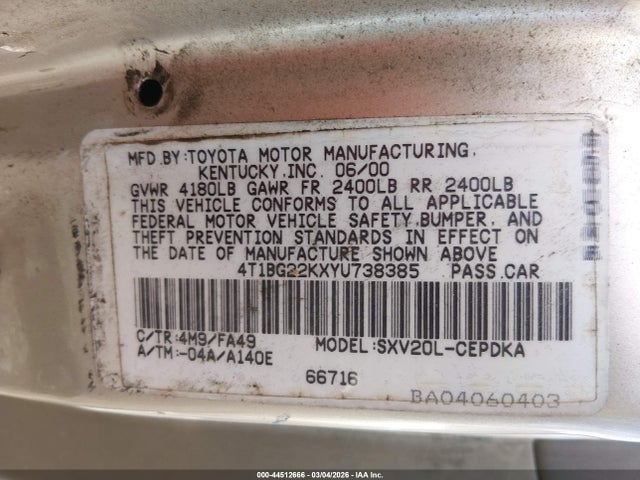 MFD.BY:TOYOTA MOTOR MANUFACTURING,
KENTUCKY,INC. 06/00
GVWR 4180LB GAWR FR 2400LB RR 2400LB
THIS VEHICLE CONFORMS TO ALL APPLICABLE
FEDERAL MOTOR VEHICLE SAFETY,BUMPER, AND
THEFT PREVENTION STANDARDS IN EFFECT ON
THE DATE OF MANUFACTURE SHOWN ABOVE
4T1BG22KXYU738385 PASS.CAR
C/TR:4M9/FA49 MODEL:SXV20L-CEPDKA
A/TM:-04A/A140E
66716
BA04060403
000-44512666 - 03/04/2026 - IAA Inc.